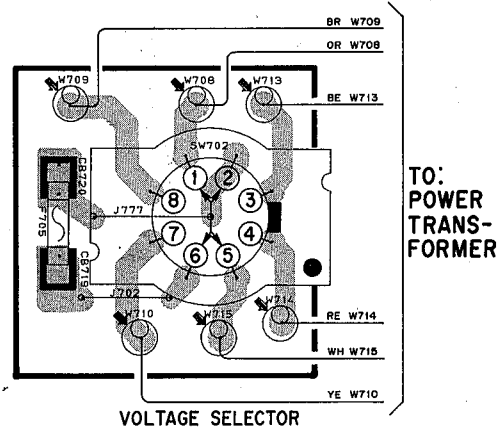 BR W709
OR W708
W709
W708
W713
BE W713
SW702
CB720
1
2
TO:
POWER
TRANS-
FORMER
8
3
F705
J777
7
4
6
5
CB719
J702
W714
RE W714
W710
W715
WH W715
YE W710
VOLTAGE SELECTOR